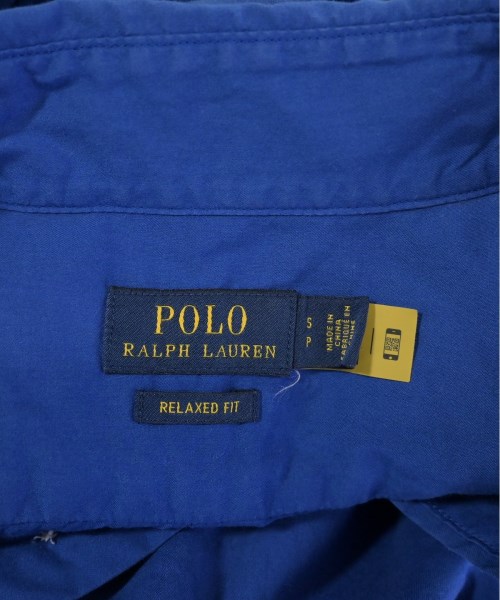 POLO
RALPH LAUREN
S
P
MADE IN
CHINA
FABRIQUÉ EN
CHINE
RELAXED FIT